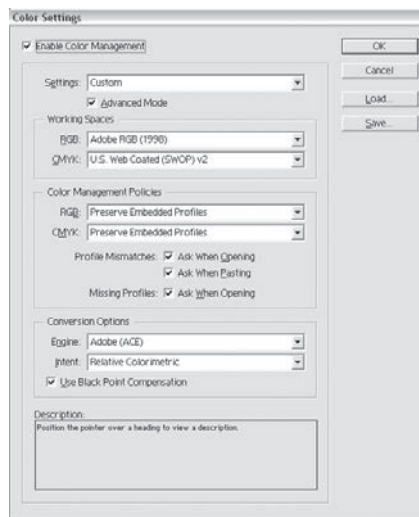 Color Settings
Enable Color Management
OK
Cancel
Load...
Save...
Settings: Custom
Advanced Mode
Working Spaces
RGB: Adobe RGB (1998)
CMYK: U.S. Web Coated (SWOP) v2
Color Management Policies
RGB: Preserve Embedded Profiles
CMYK: Preserve Embedded Profiles
Profile Mismatches: Ask When Opening
Ask When Pasting
Missing Profiles: Ask When Opening
Conversion Options
Engine: Adobe (ACE)
Intent: Relative Colorimetric
Use Black Point Compensation
Description:
Position the pointer over a heading to view a description.